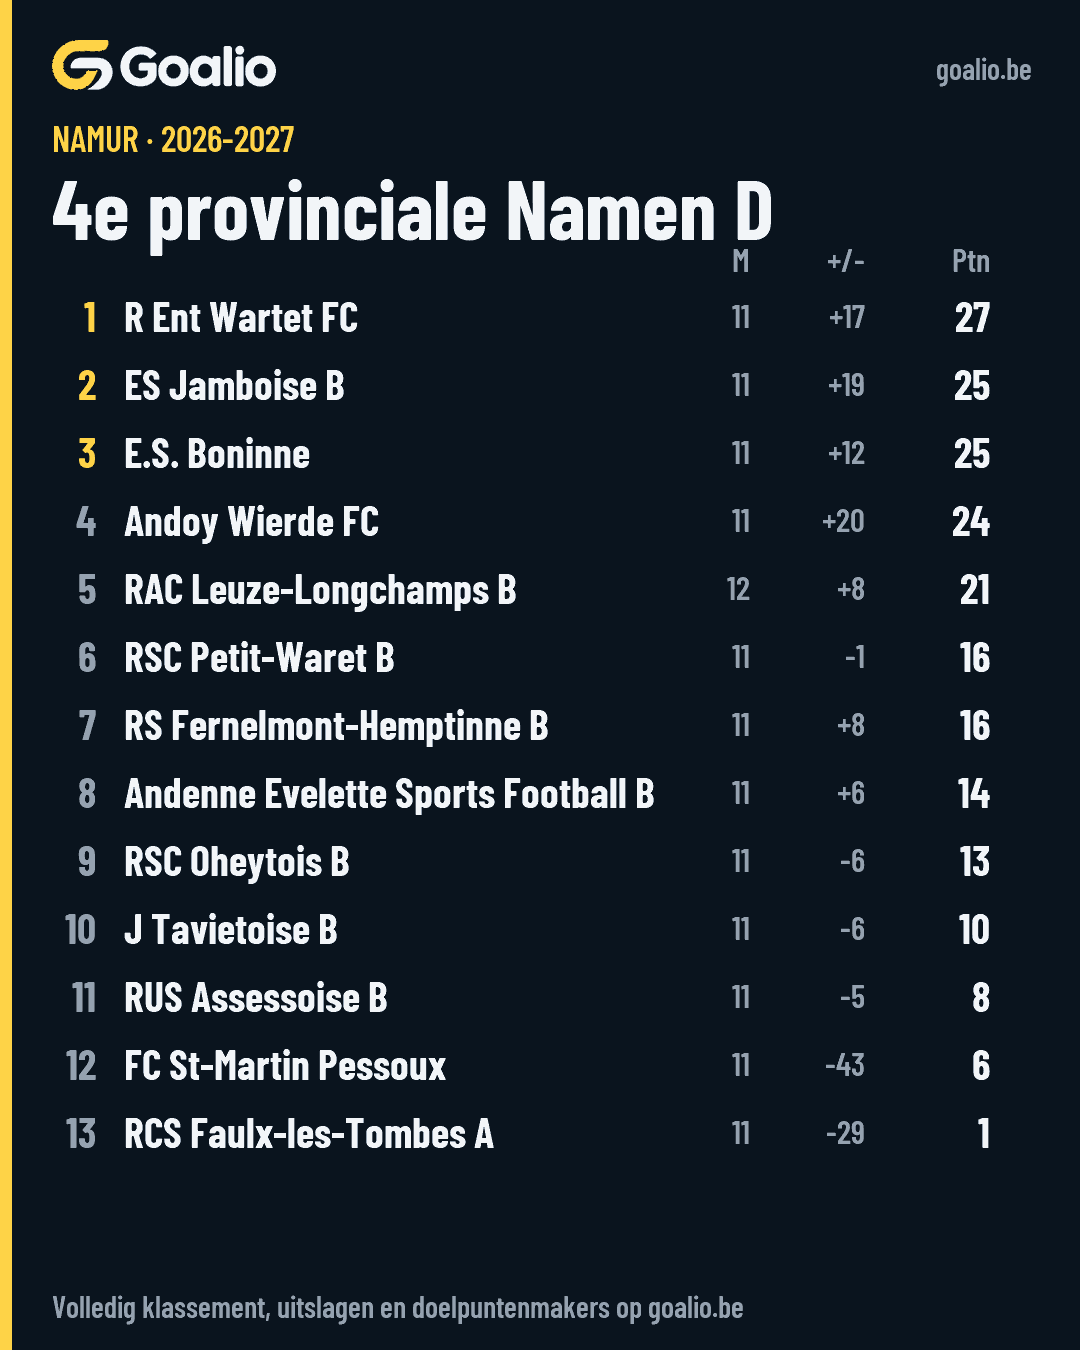 Goalio
goalio.be
NAMUR · 2026-2027
4e provinciale Namen D
M +/- Ptn
1 R Ent Wartet FC 11 +17 27
2 ES Jamboise B 11 +19 25
3 E.S. Boninne 11 +12 25
4 Andoy Wierde FC 11 +20 24
5 RAC Leuze-Longchamps B 12 +8 21
6 RSC Petit-Waret B 11 -1 16
7 RS Fernelmont-Hemptinne B 11 +8 16
8 Andenne Evelette Sports Football B 11 +6 14
9 RSC Oheytois B 11 -6 13
10 J Tavietoise B 11 -6 10
11 RUS Assessoise B 11 -5 8
12 FC St-Martin Pessoux 11 -43 6
13 RCS Faulx-les-Tombes A 11 -29 1
Volledig klassement, uitslagen en doelpuntenmakers op goalio.be